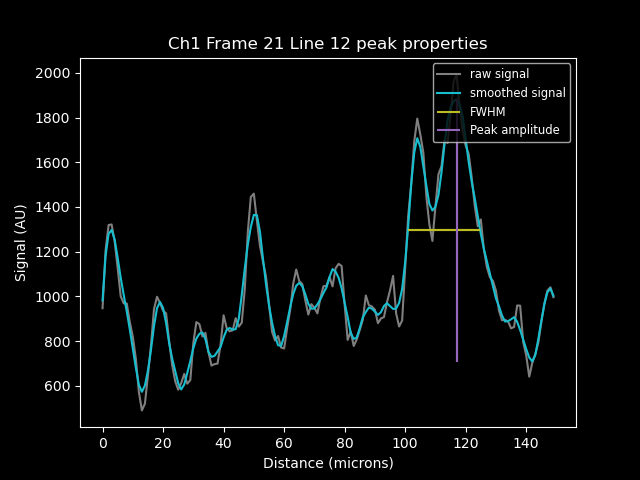 Ch1 Frame 21 Line 12 peak properties
2000
1800
1600
1400
1200
1000
800
600
Signal (AU)
raw signal
smoothed signal
FWHM
Peak amplitude
0 20 40 60 80 100 120 140
Distance (microns)